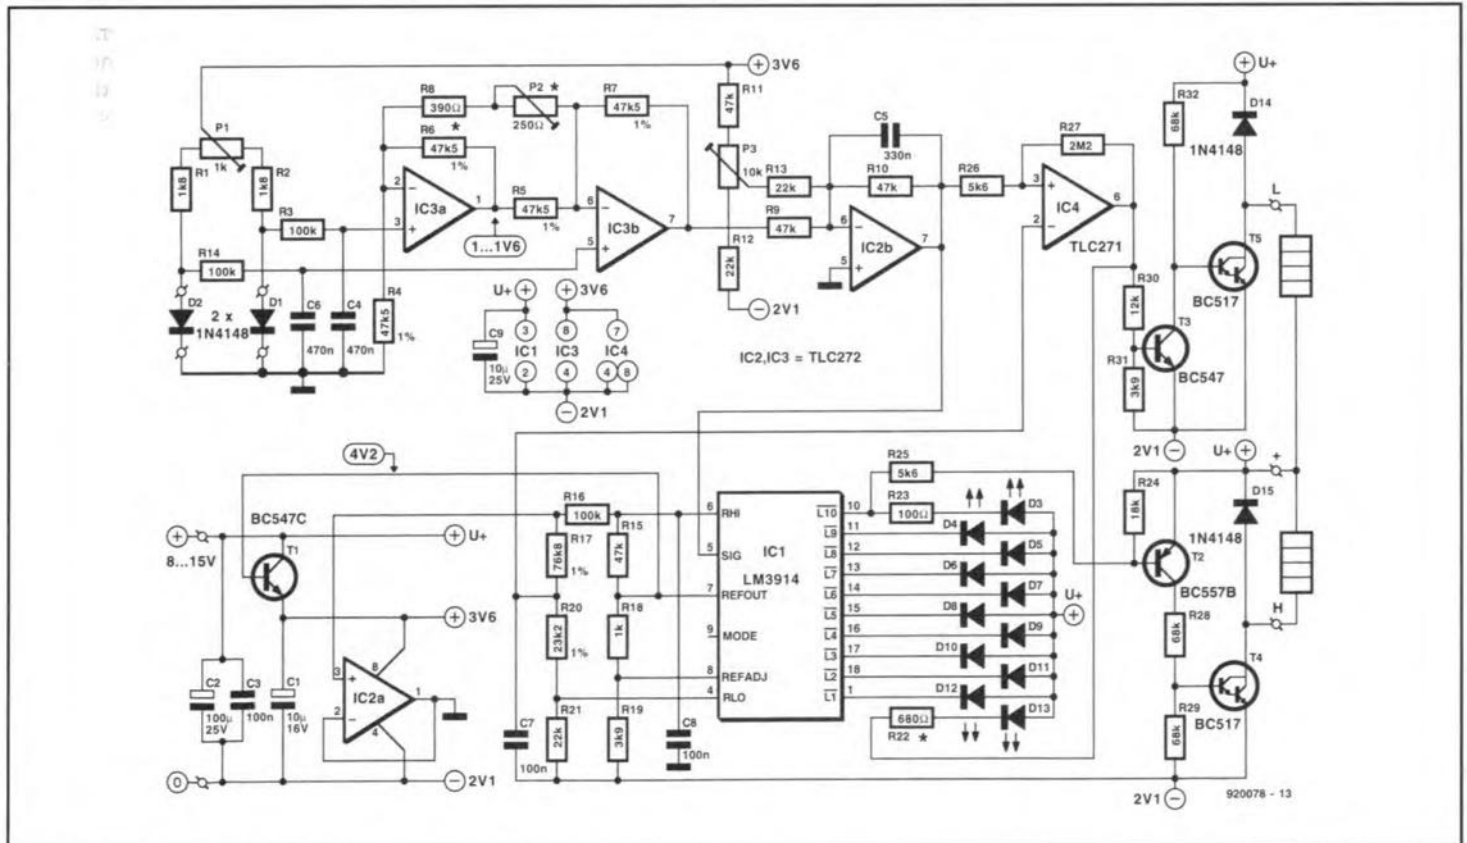 + 3V6
+ U+
R8
390Ω
*
P2 *
250Ω
R7
47k5
1%
R11
47k
C5
330n
R27
2M2
R32
68k
D14
1N4148
P1
1k
R6
47k5
1%
P3
10k
R13
22k
R10
47k
R26
5k6
R1
1k8
R2
1k8
2
-
3
+
IC3a
1
R5
47k5
1%
6
-
5
+
IC3b
7
R9
47k
6
-
5
+
IC2b
7
3
+
2
-
IC4
6
TLC271
L
R3
100k
1...1V6
R12
22k
T5
BC517
R14
100k
R30
12k
D2
2 x
1N4148
D1
C6
470n
C4
470n
R4
47k5
1%
U+ +
3V6 +
- 2V1
C9
10µ
25V
3
IC1
2
8
IC3
4
7
IC4
4
8
- 2V1
IC2,IC3 = TLC272
T3
BC547
R31
3k9
2V1 -
U+ +
+
4V2
R25
5k6
R24
18k
D15
1N4148
BC547C
R16
100k
R23
100Ω
D3
+
8...15V
T1
+ U+
R17
76k8
1%
R15
47k
6
RHI
5
SIG
7
REFOUT
9
MODE
8
REFADJ
4
RLO
IC1
LM3914
L10
10
L9
11
L8
12
L7
13
L6
14
L5
15
L4
16
L3
17
L2
18
L1
1
D4
D5
D6
D7
D8
D9
D10
D11
D12
D13
U+
+
T2
BC557B
+ 3V6
R20
23k2
1%
R18
1k
R28
68k
H
C2
100µ
25V
C3
100n
C1
10µ
16V
3
+
2
-
8
IC2a
4
1
R21
22k
R19
3k9
C7
100n
C8
100n
680Ω
R22 *
T4
BC517
R29
68k
0
- 2V1
2V1 -
920078 - 13